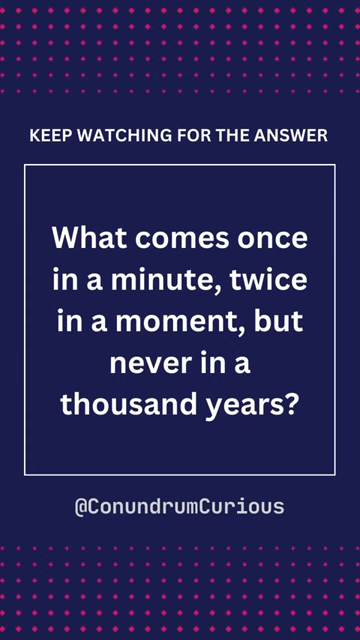 KEEP WATCHING FOR THE ANSWER
What comes once
in a minute, twice
in a moment, but
never in a
thousand years?
@ConundrumCurious